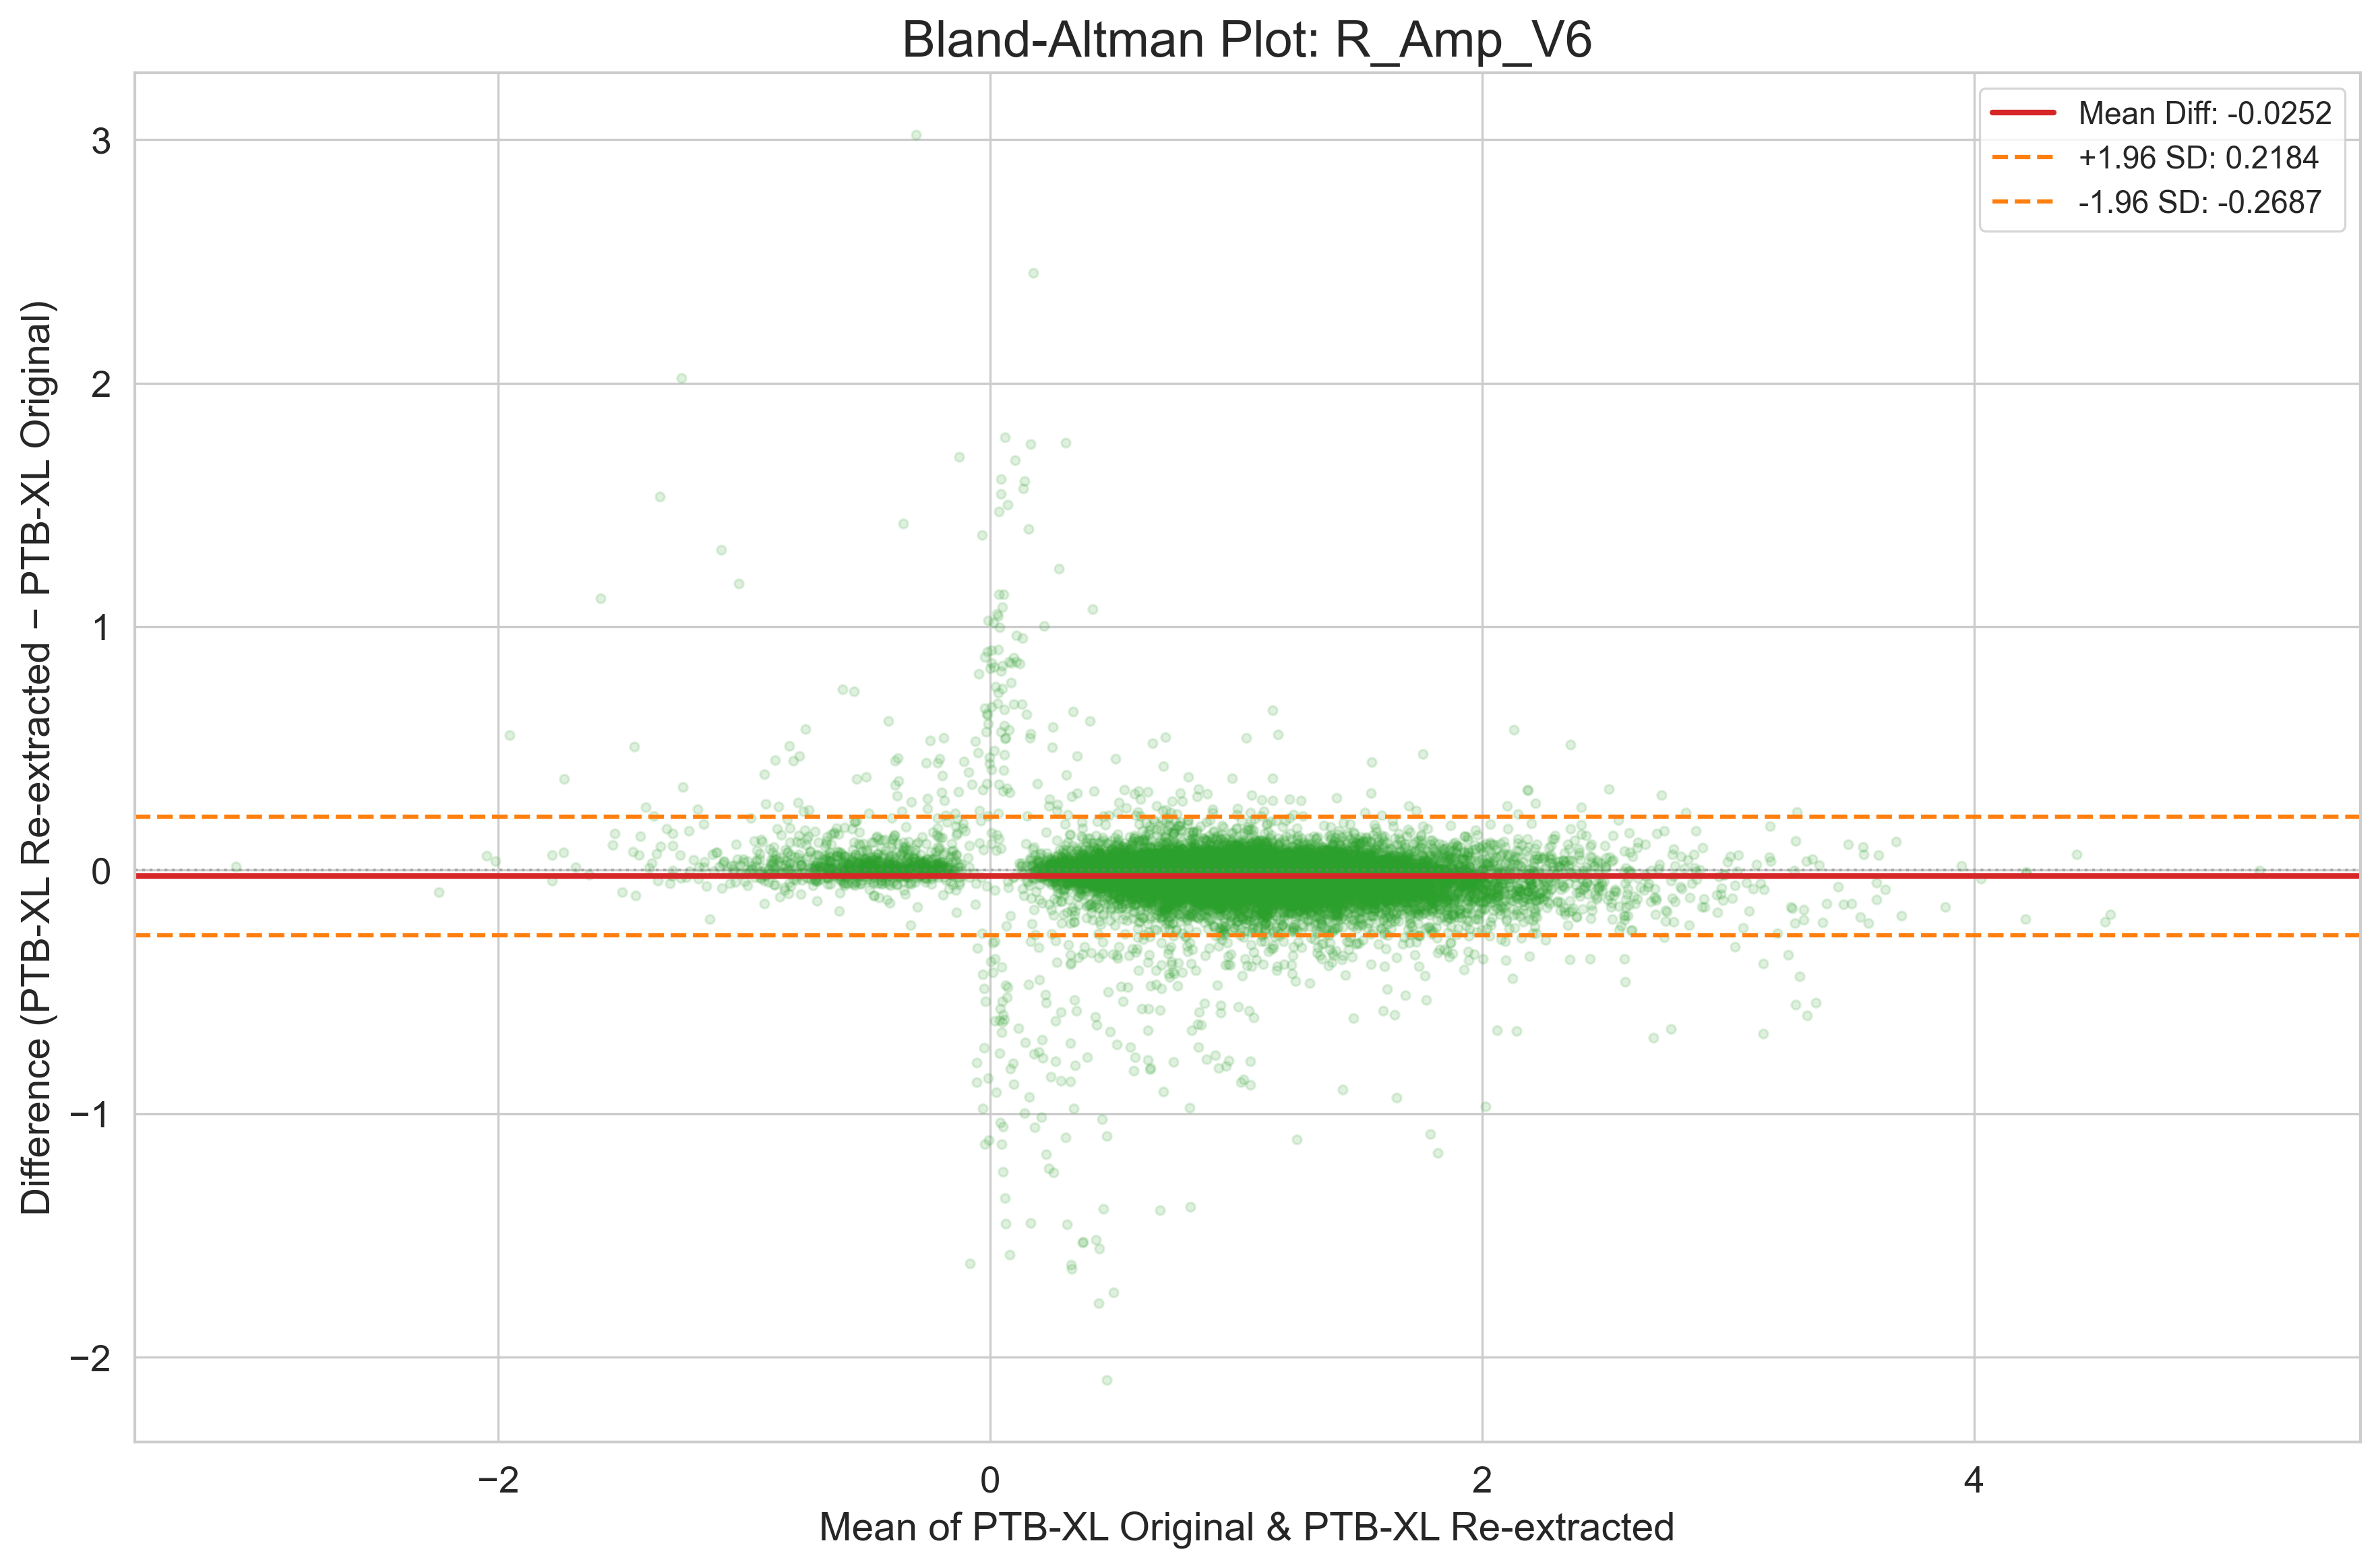 Bland-Altman Plot: R_Amp_V6
Mean Diff: -0.0252
+1.96 SD: 0.2184
-1.96 SD: -0.2687
Difference (PTB-XL Re-extracted − PTB-XL Original)
3
2
1
0
−1
−2
−2
0
2
4
Mean of PTB-XL Original & PTB-XL Re-extracted